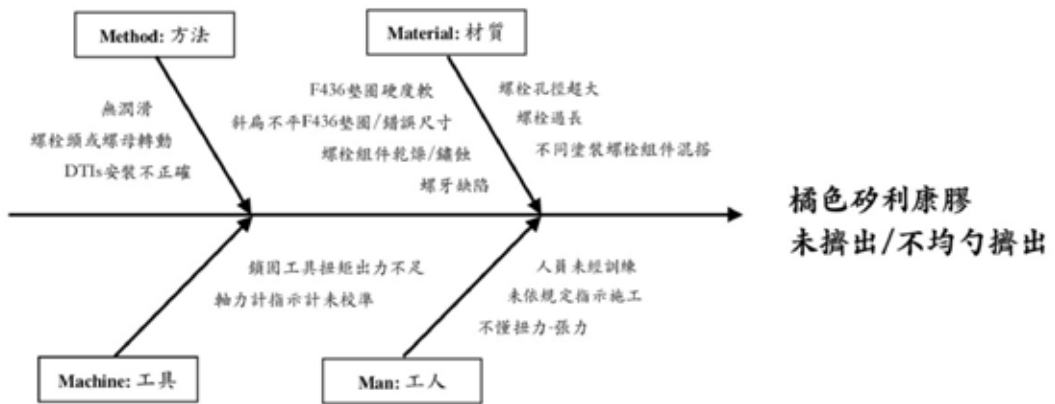 Method: 方法
無潤滑
螺栓頭或螺母轉動
DTIs安裝不正確
Material: 材質
F436墊圈硬度軟
斜扁不平F436墊圈/錯誤尺寸
螺栓組件乾燥/鏽蝕
螺牙缺陷
螺栓孔徑超大
螺栓過長
不同塗裝螺栓組件混搭
橘色矽利康膠
未擠出/不均勻擠出
鎖固工具扭矩出力不足
軸力計指示計未校準
Machine: 工具
人員未經訓練
未依規定指示施工
不懂扭力-張力
Man: 工人